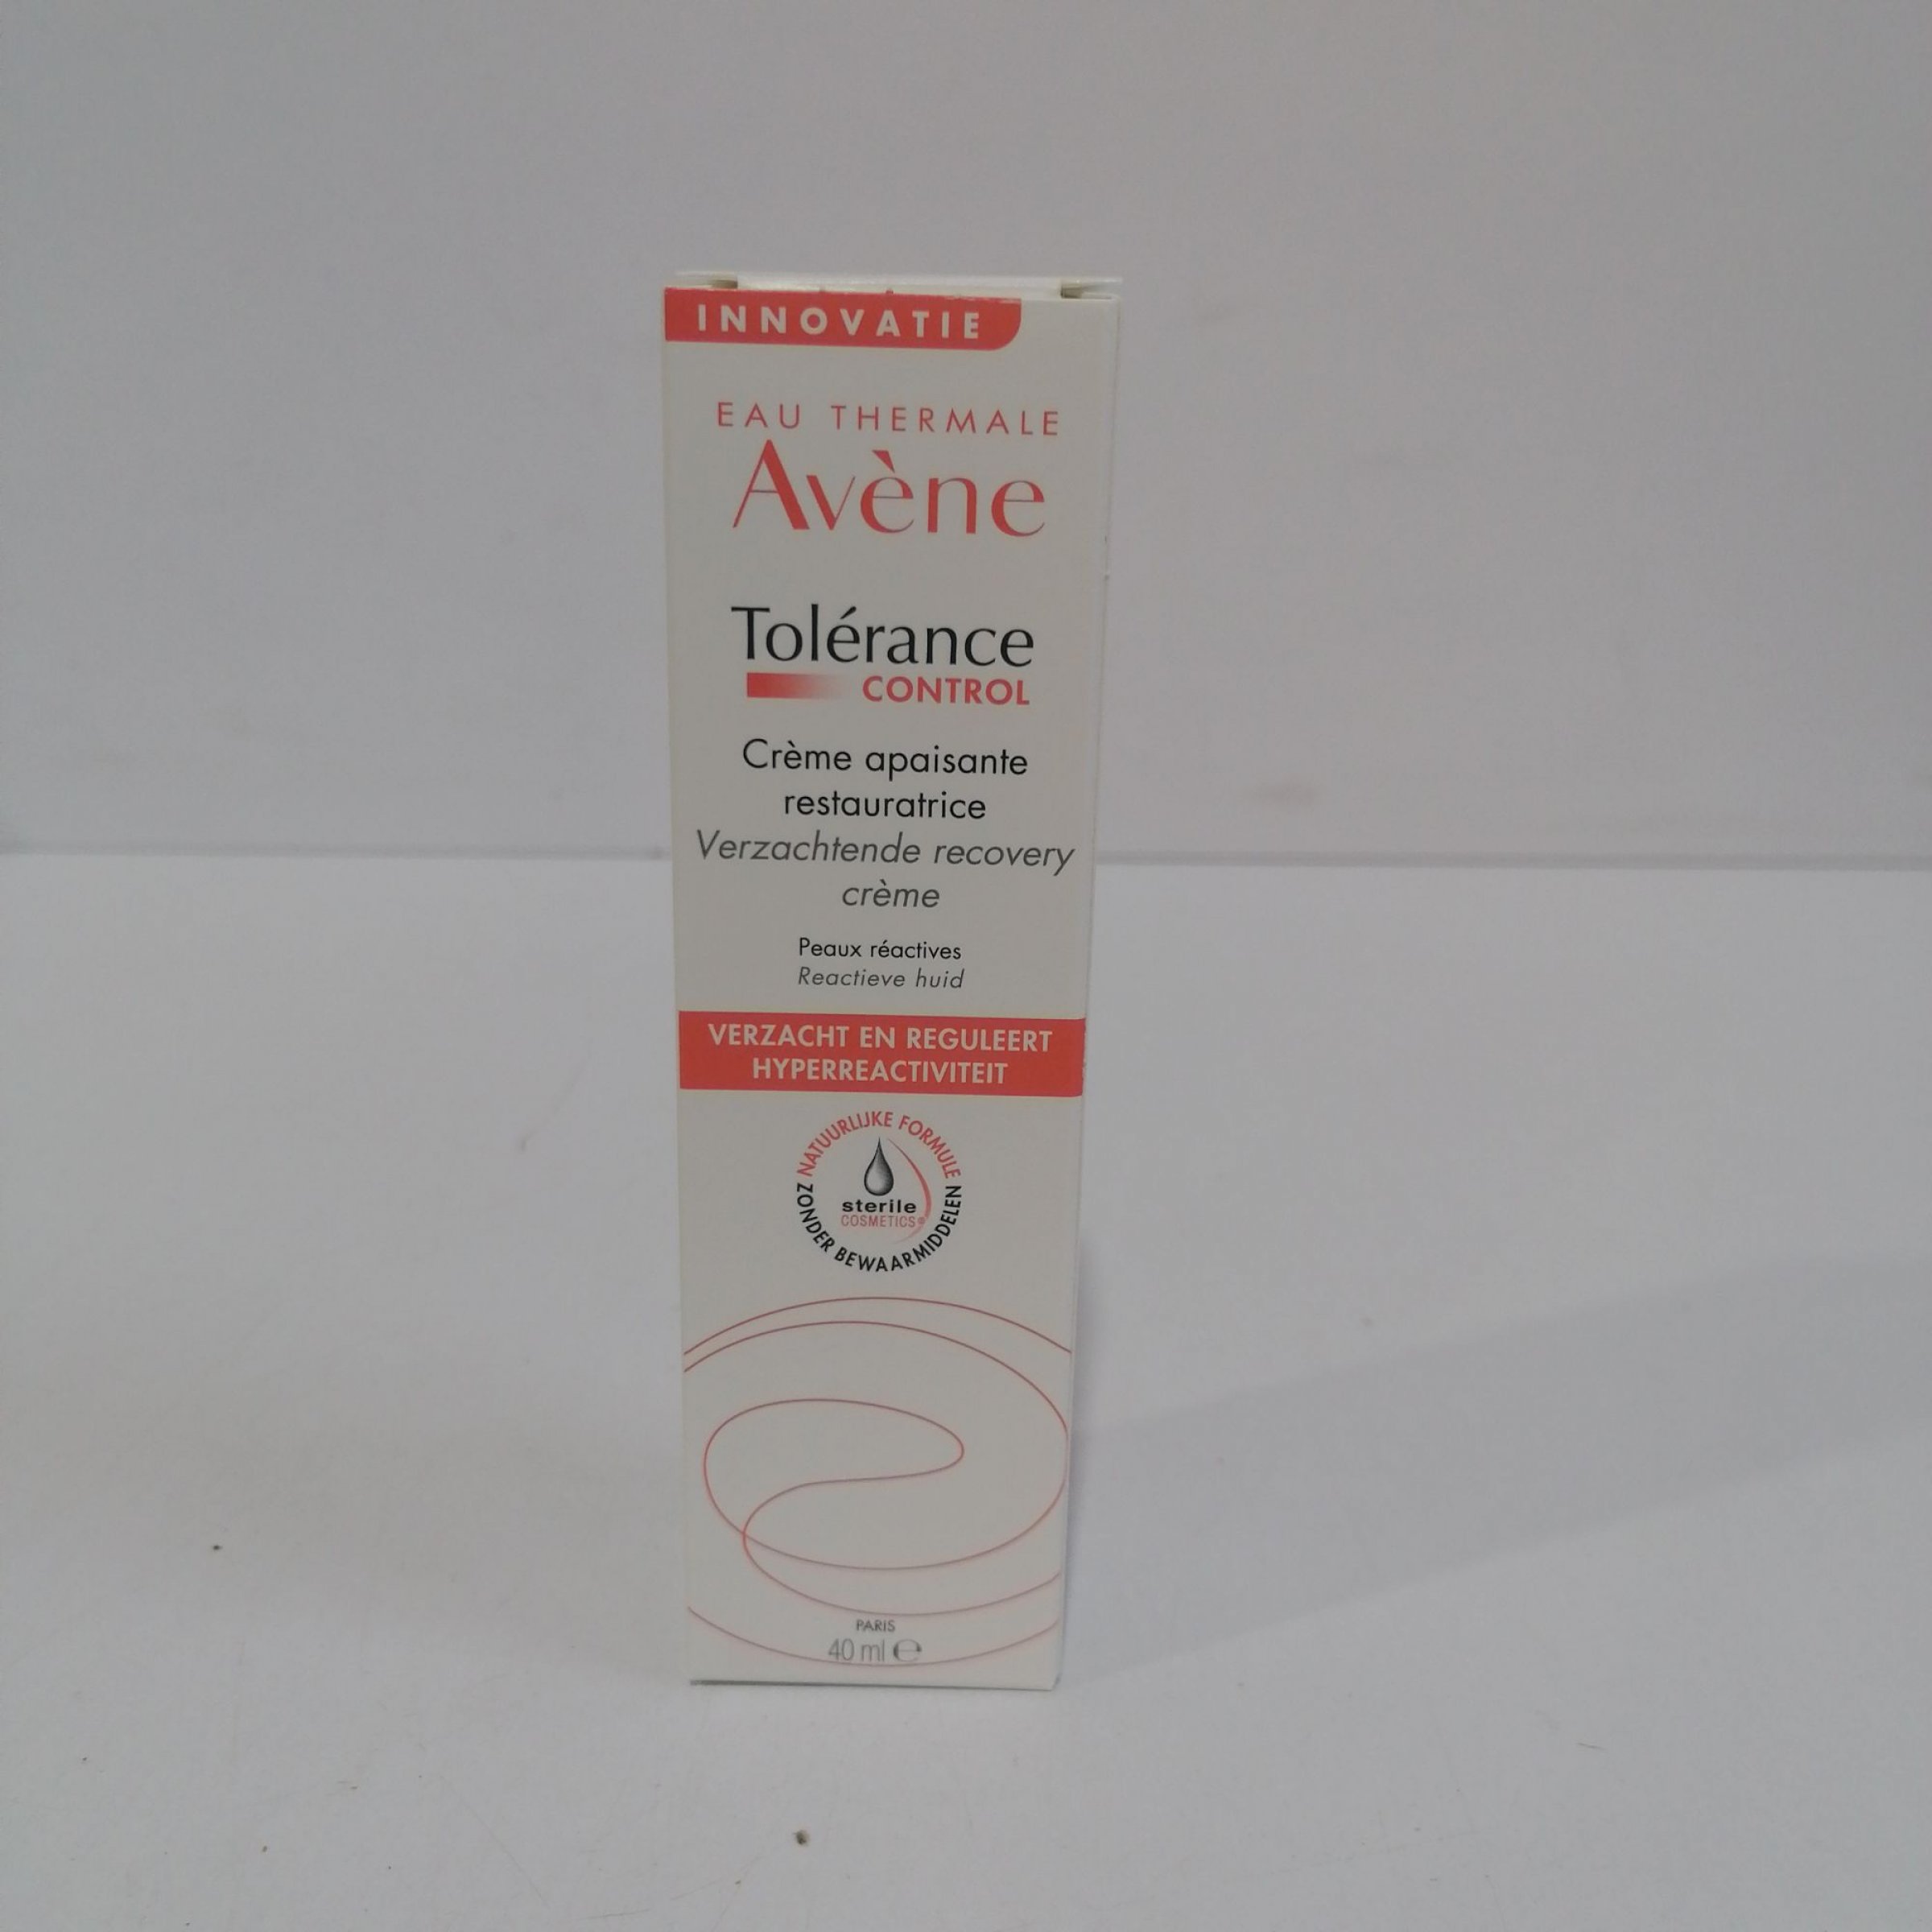 INNOVATIE
EAU THERMALE
Avène
Tolérance
CONTROL
Crème apaisante
restauratrice
Verzachtende recovery
crème
Peaux réactives
Reactieve huid
VERZACHT EN REGULEERT
HYPERREACTIVITEIT
NATUURLIJKE FORMULE
sterile
COSMETICS®
ZONDER BEWAARMIDDELEN
PARIS
40 ml ℮